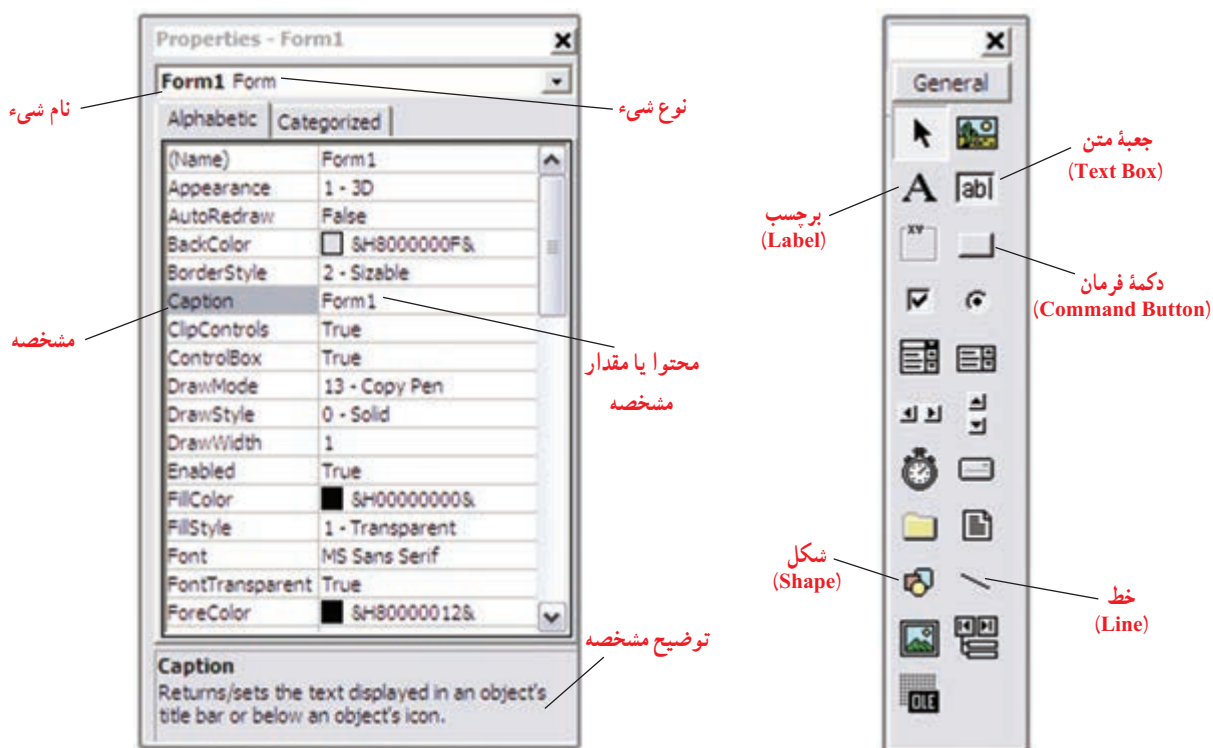 Properties - Form1
Form1 Form
Alphabetic Categorized
(Name) Form1
Appearance 1 - 3D
AutoRedraw False
BackColor &H8000000F&
BorderStyle 2 - Sizable
Caption Form1
ClipControls True
ControlBox True
DrawMode 13 - Copy Pen
DrawStyle 0 - Solid
DrawWidth 1
Enabled True
FillColor &H00000000&
FillStyle 1 - Transparent
Font MS Sans Serif
FontTransparent True
ForeColor &H80000012&
Caption
Returns/sets the text displayed in an object's
title bar or below an object's icon.
نام شیء
نوع شیء
مشخصه
محتوا یا مقدار
مشخصه
توضیح مشخصه
General
A
ab
XY
OLE
جعبهٔ متن
(Text Box)
برچسب
(Label)
دکمهٔ فرمان
(Command Button)
شکل
(Shape)
خط
(Line)